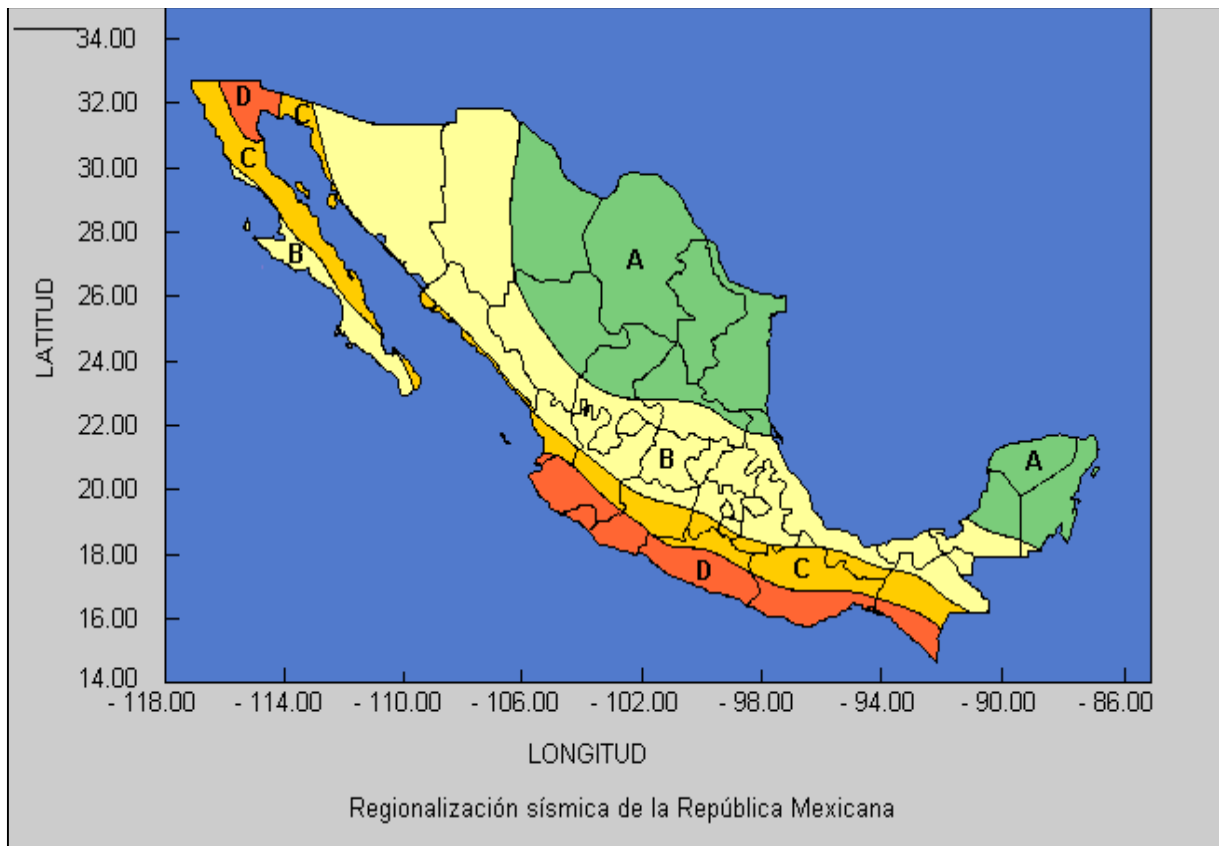 34.00
32.00
30.00
28.00
26.00
24.00
22.00
20.00
18.00
16.00
14.00
LATITUD
D
C
C
B
A
B
A
D
C
- 118.00 - 114.00 - 110.00 - 106.00 - 102.00 - 98.00 - 94.00 - 90.00 - 86.00
LONGITUD
Regionalización sísmica de la República Mexicana